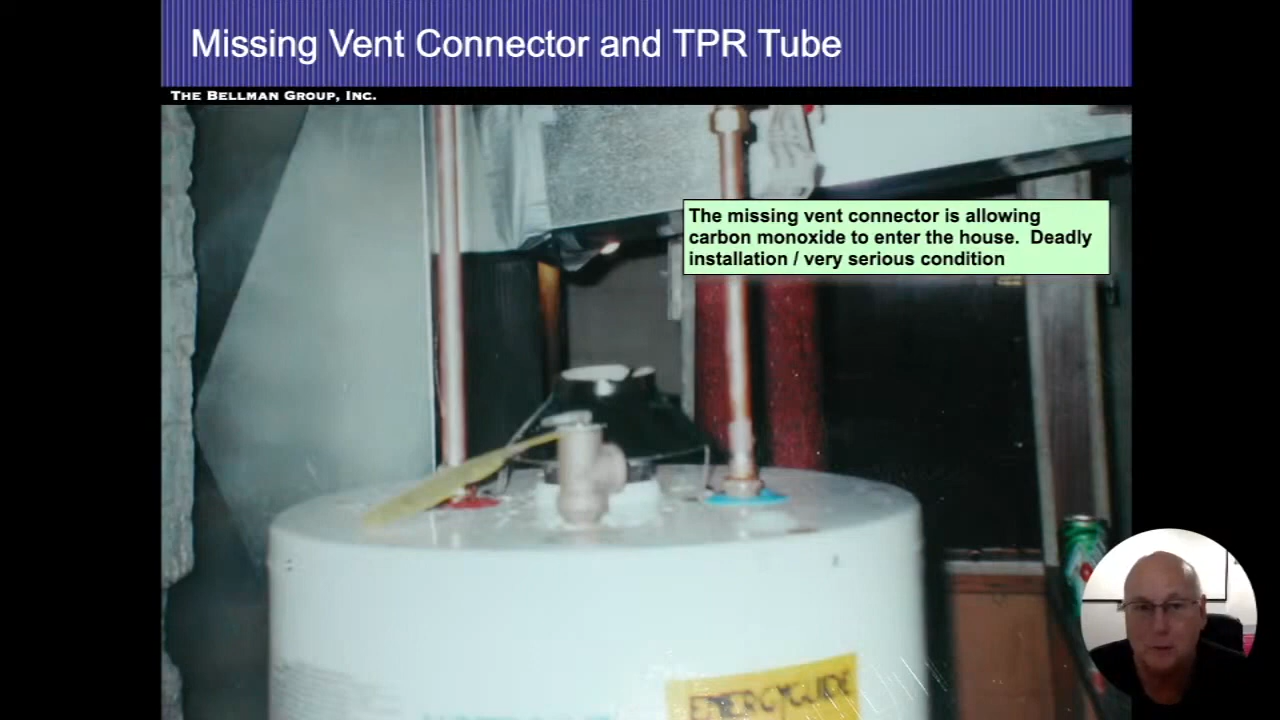 Missing Vent Connector and TPR Tube
THE BELLMAN GROUP, INC.
The missing vent connector is allowing
carbon monoxide to enter the house.  Deadly
installation / very serious condition
ENERGYGUIDE